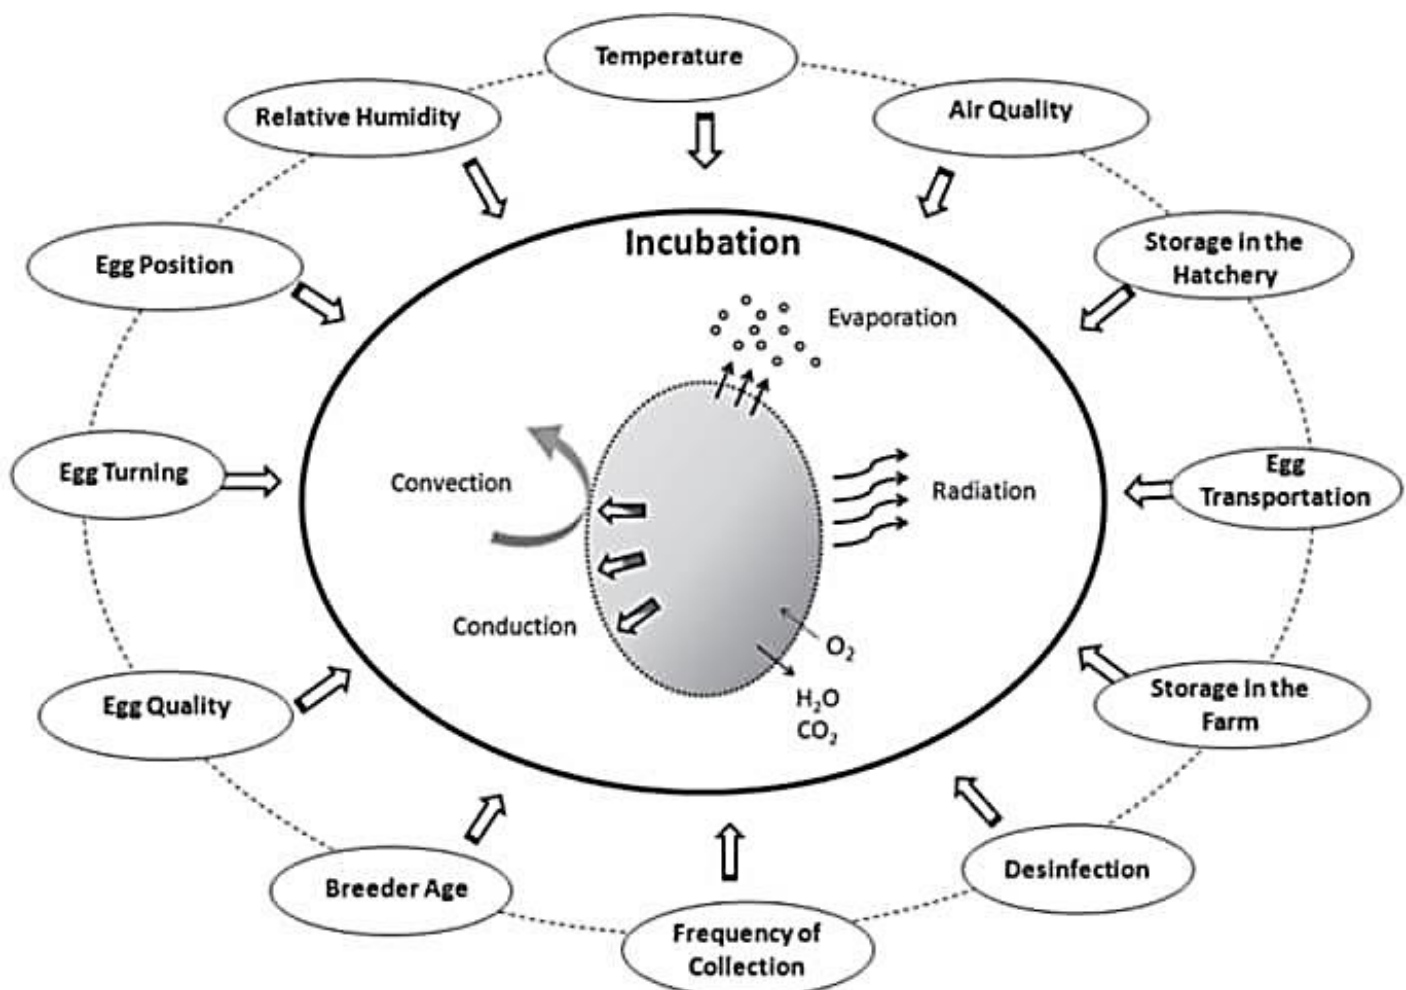 Temperature
Relative Humidity
Air Quality
Incubation
Storage in the
Hatchery
Egg Position
Evaporation
Egg Turning
Convection
Radiation
Egg
Transportation
Conduction
O₂
H₂O
CO₂
Egg Quality
Storage in the
Farm
Breeder Age
Desinfection
Frequency of
Collection